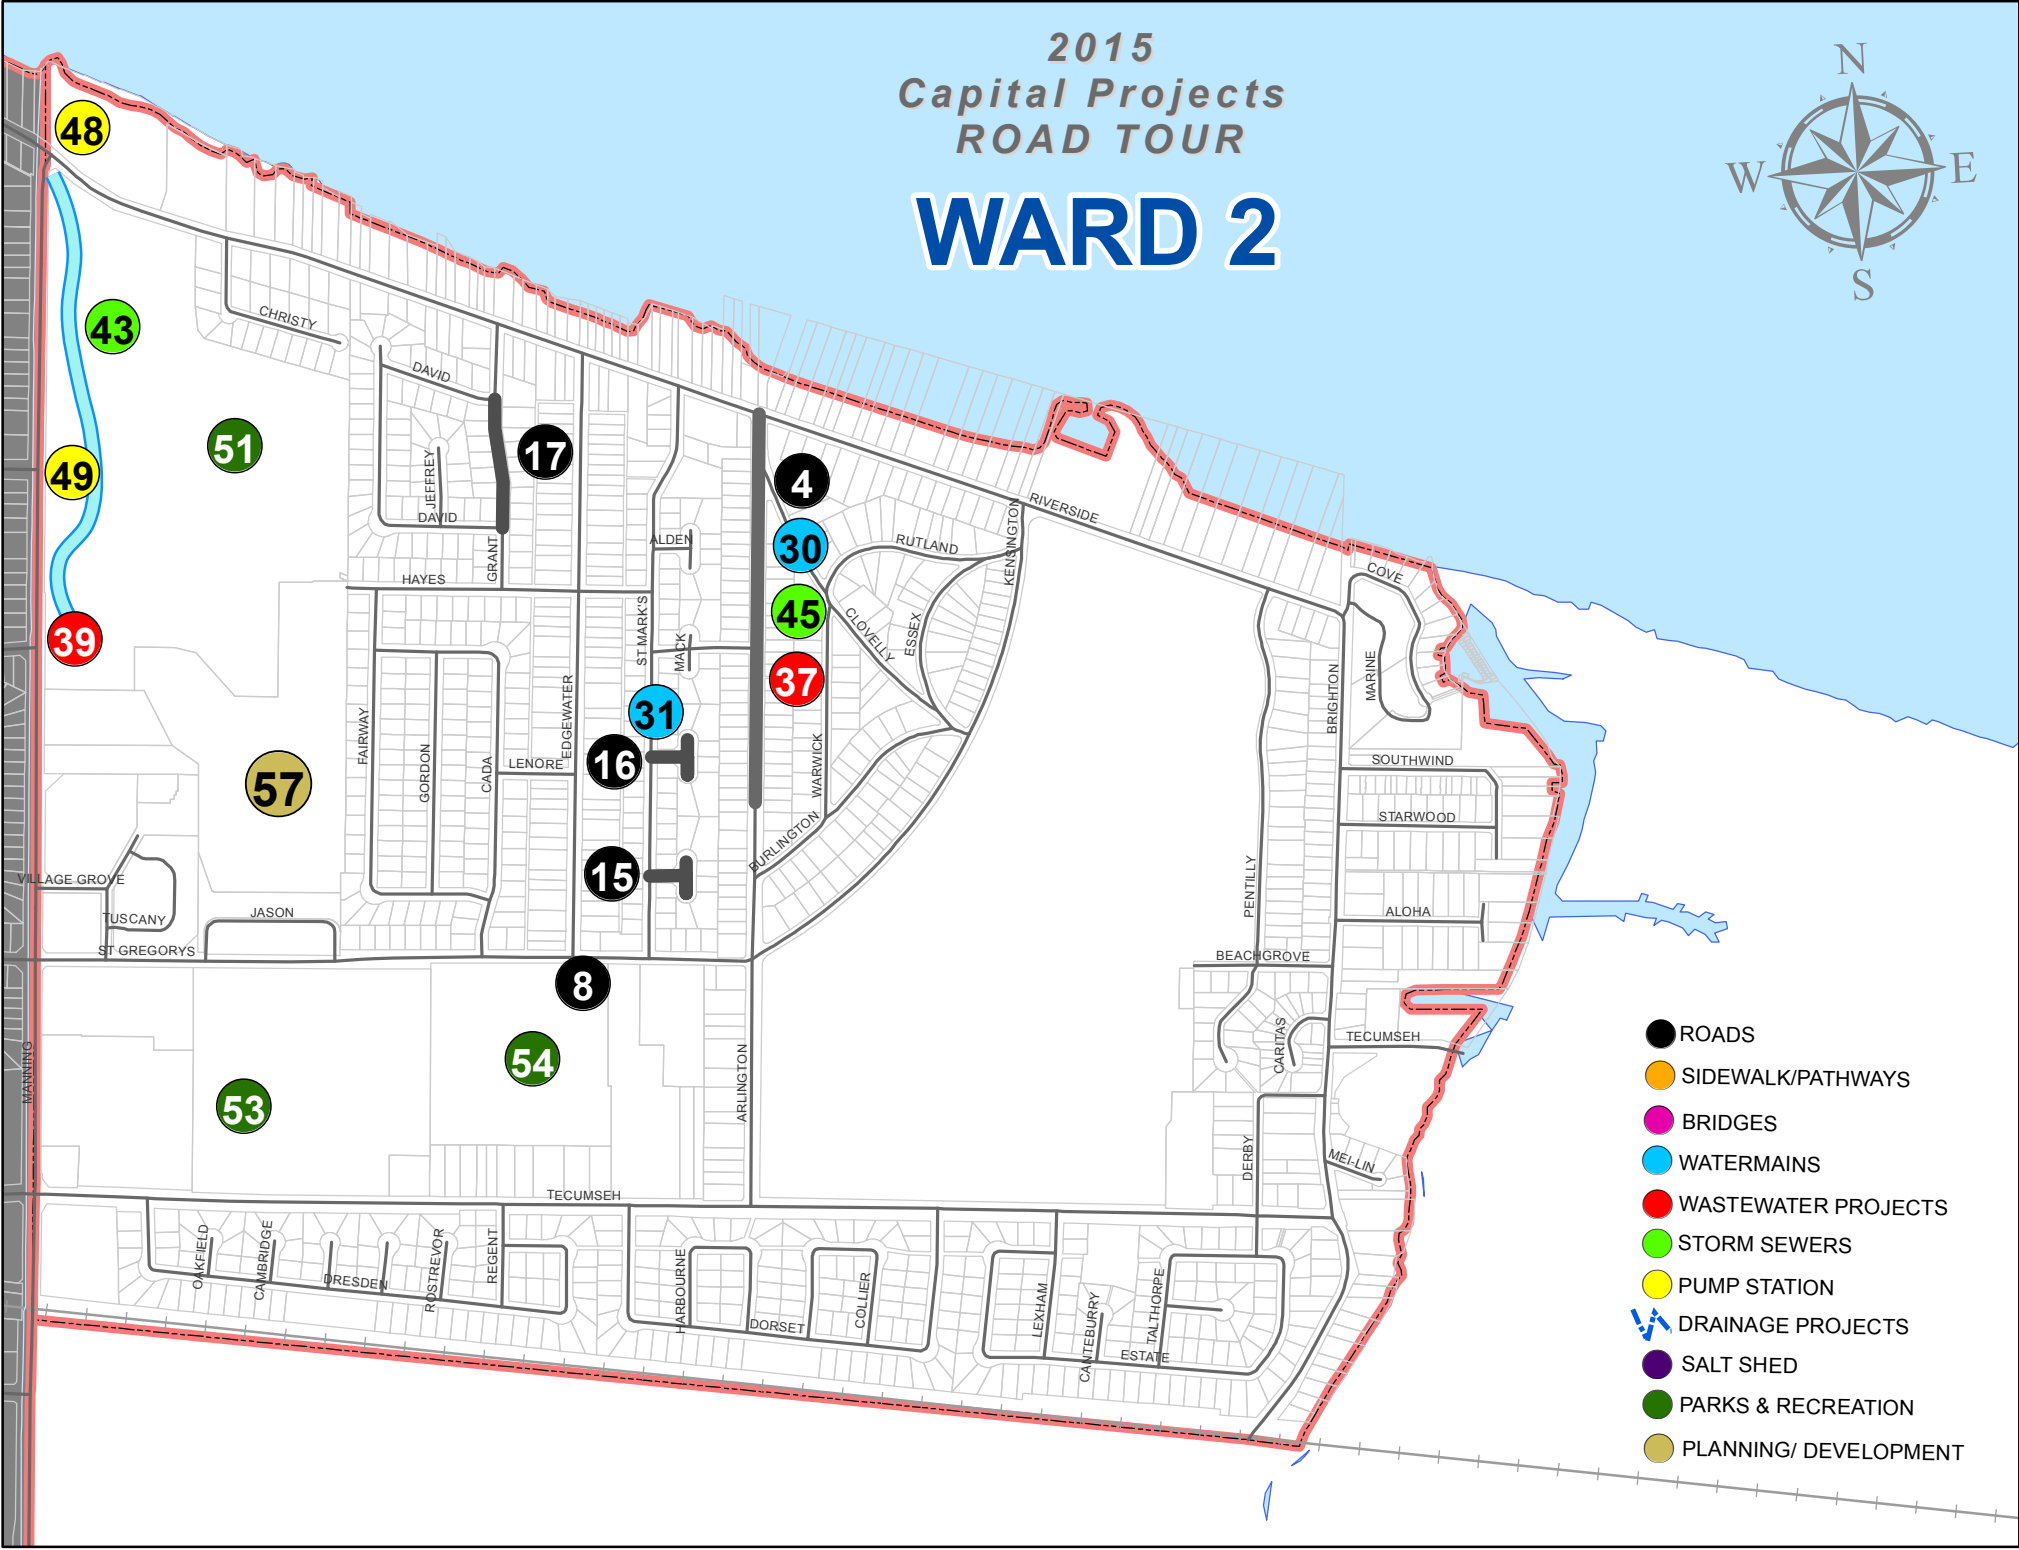 2015
Capital Projects
ROAD TOUR
WARD 2
N
W
E
S
48
43
CHRISTY
DAVID
51
17
JEFFREY
49
4
DAVID
RIVERSIDE
KENSINGTON
GRANT
ALDEN
30
RUTLAND
HAYES
COVE
39
ST.MARK'S
MACK
45
CLOVELLY
ESSEX
37
MARINE
BRIGHTON
31
EDGEWATER
FAIRWAY
GORDON
CADA
LENORE
16
WARWICK
SOUTHWIND
57
STARWOOD
BURLINGTON
15
VILLAGE GROVE
TUSCANY
JASON
PENTILLY
ALOHA
ST GREGORYS
BEACHGROVE
8
MANNING
54
ARLINGTON
CARITAS
TECUMSEH
53
DERBY
MEI-LIN
TECUMSEH
OAKFIELD
CAMBRIDGE
DRESDEN
ROSTREVOR
REGENT
HARBOURNE
DORSET
COLLIER
LEXHAM
CANTEBURRY
TALTHORPE
ESTATE
ROADS
SIDEWALK/PATHWAYS
BRIDGES
WATERMAINS
WASTEWATER PROJECTS
STORM SEWERS
PUMP STATION
DRAINAGE PROJECTS
SALT SHED
PARKS & RECREATION
PLANNING/ DEVELOPMENT